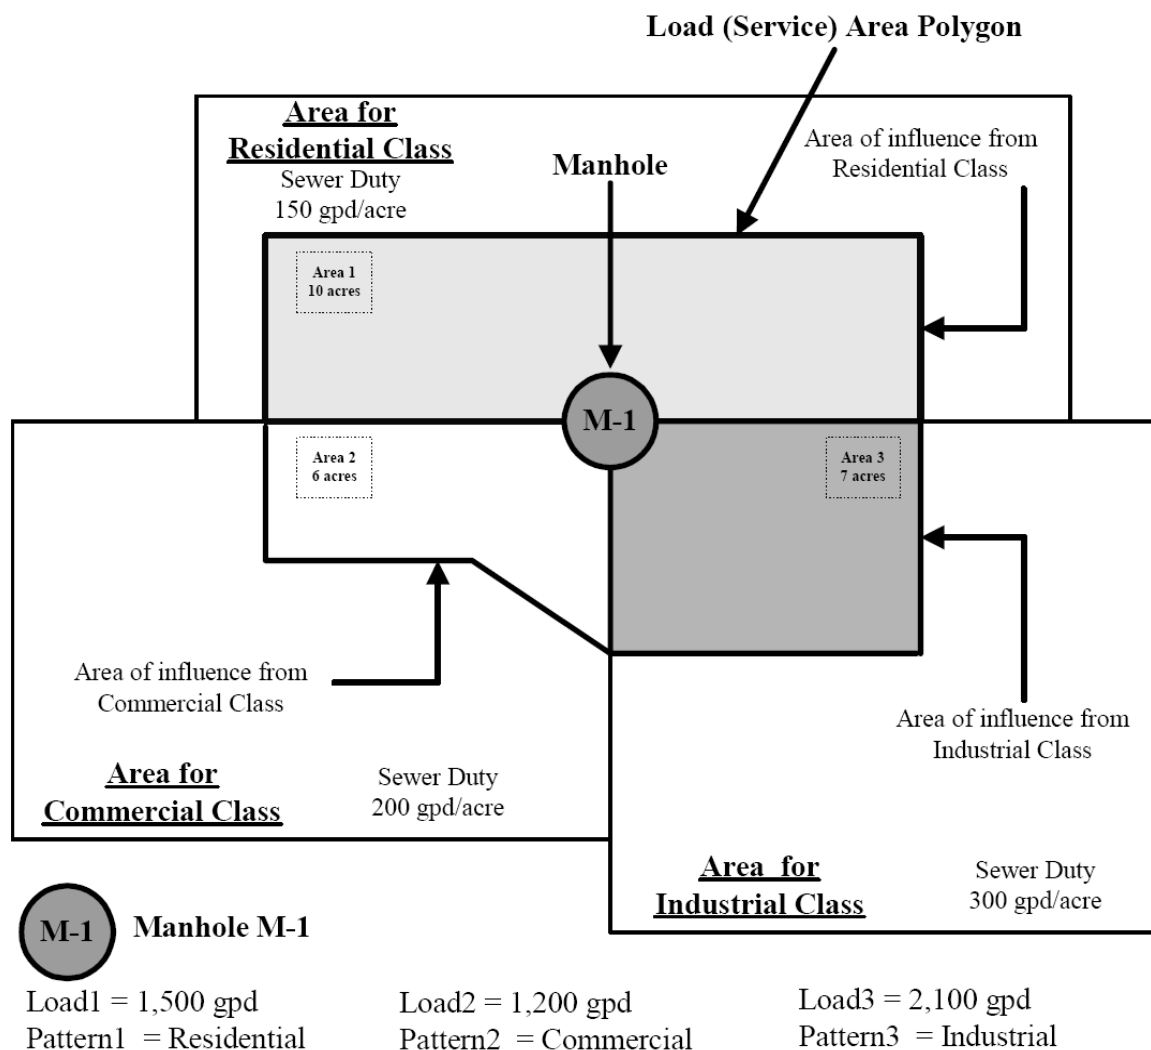 Load (Service) Area Polygon
Area for
Residential Class
Sewer Duty
150 gpd/acre
Manhole
Area of influence from
Residential Class
Area 1
10 acres
M-1
Area 2
6 acres
Area 3
7 acres
Area of influence from
Commercial Class
Area of influence from
Industrial Class
Area for
Commercial Class
Sewer Duty
200 gpd/acre
Area for
Industrial Class
Sewer Duty
300 gpd/acre
M-1
Manhole M-1
Load1 = 1,500 gpd
Pattern1 = Residential
Load2 = 1,200 gpd
Pattern2 = Commercial
Load3 = 2,100 gpd
Pattern3 = Industrial